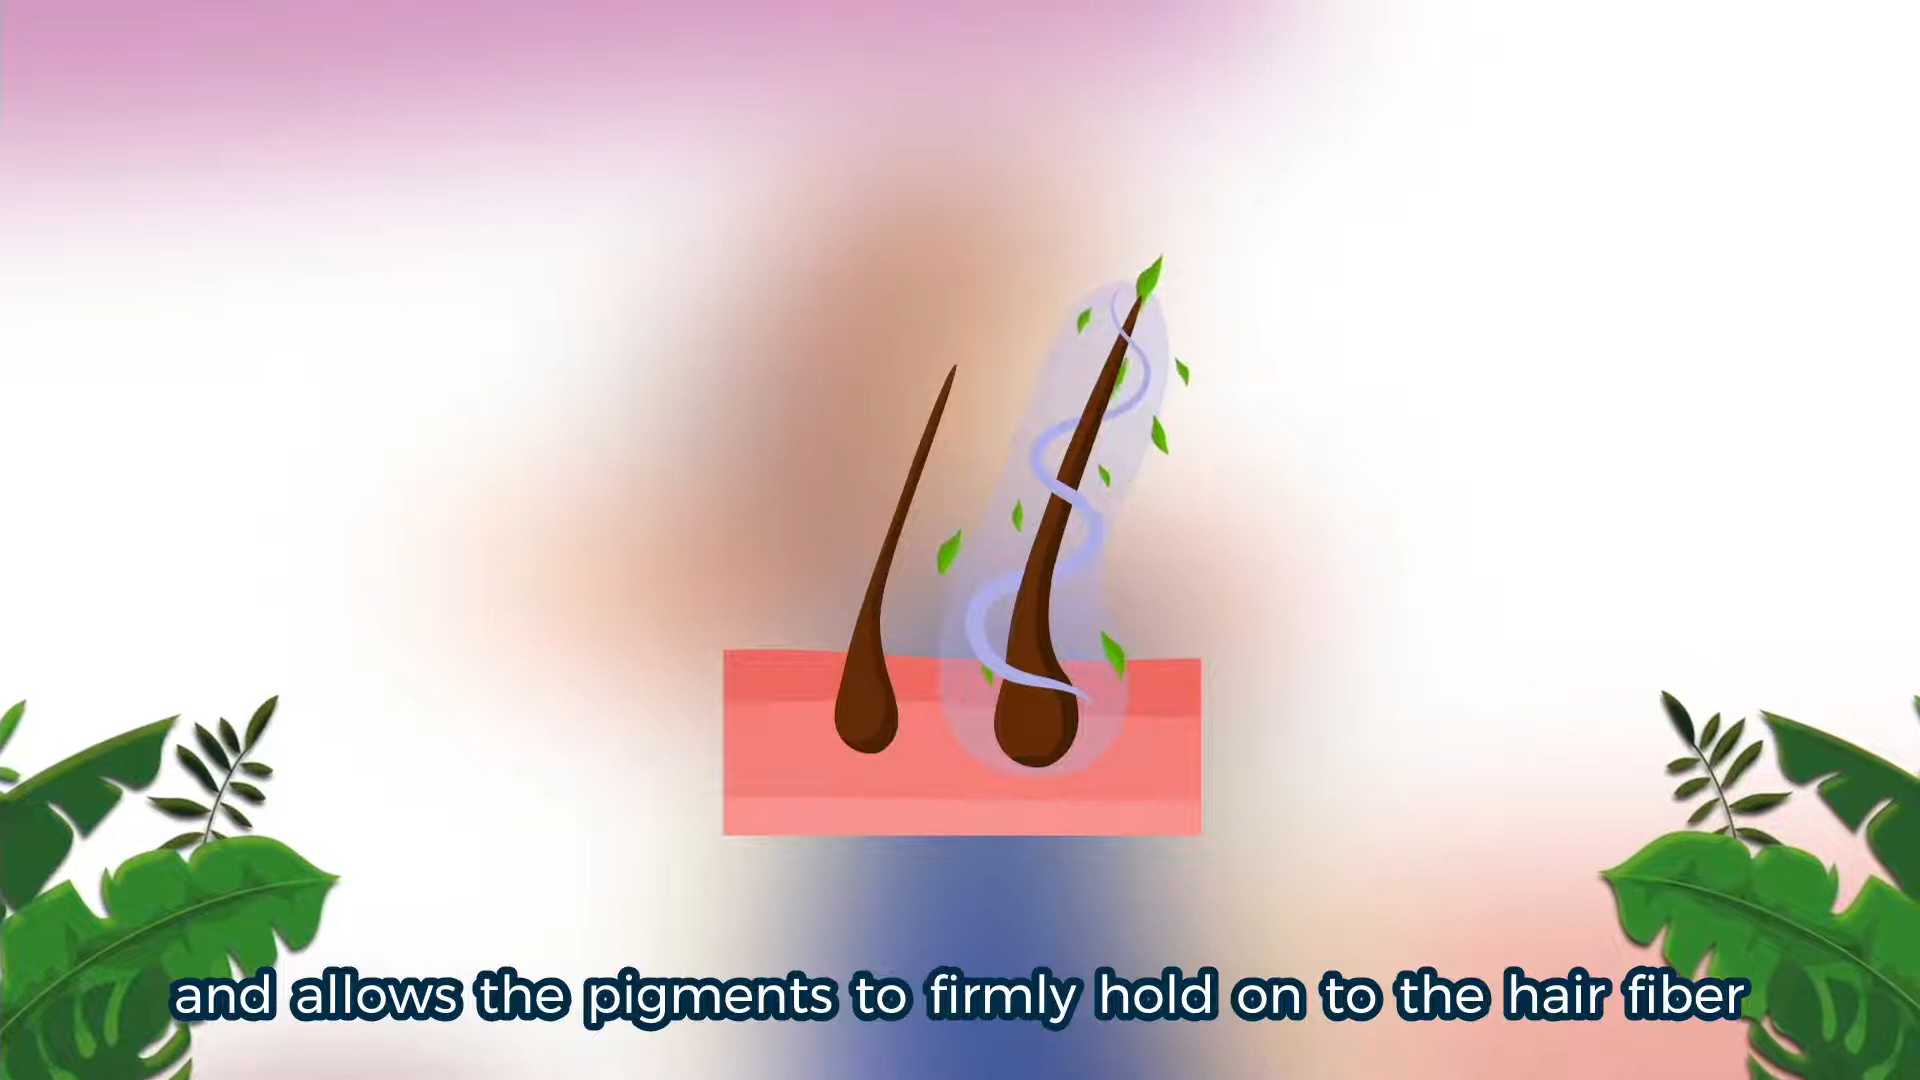 and allows the pigments to firmly hold on to the hair fiber